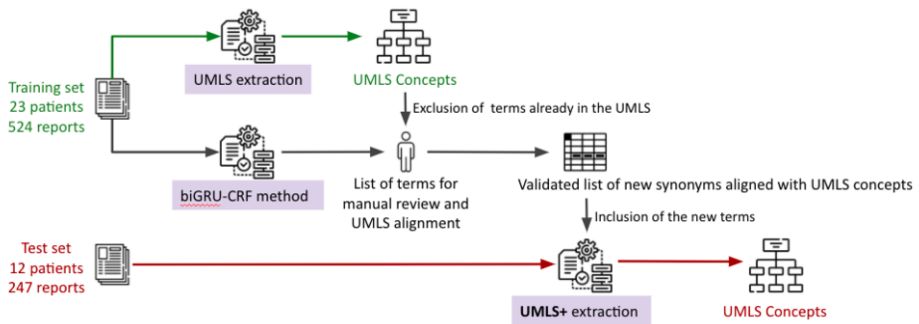 UMLS extraction
UMLS Concepts
Training set
23 patients
524 reports
Exclusion of terms already in the UMLS
biGRU-CRF method
List of terms for
manual review and
UMLS alignment
Validated list of new synonyms aligned with UMLS concepts
Inclusion of the new terms
Test set
12 patients
247 reports
UMLS+ extraction
UMLS Concepts